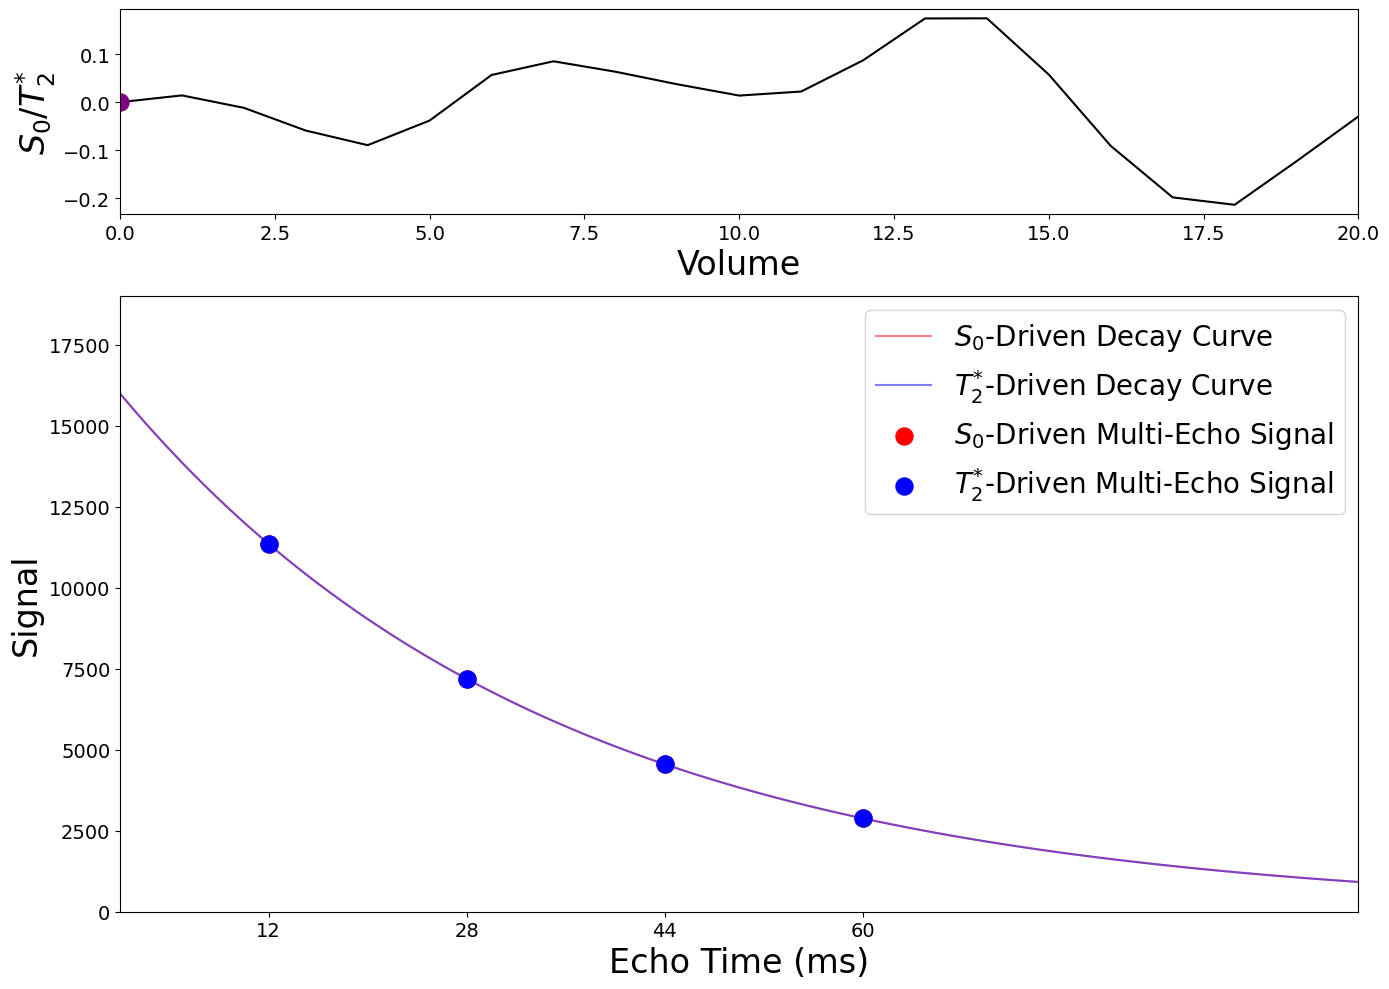 S₀/T₂*
0.1
0.0
−0.1
−0.2
0.0 2.5 5.0 7.5 10.0 12.5 15.0 17.5 20.0
Volume
Signal
17500
15000
12500
10000
7500
5000
2500
0
S₀-Driven Decay Curve
T₂*-Driven Decay Curve
S₀-Driven Multi-Echo Signal
T₂*-Driven Multi-Echo Signal
12 28 44 60
Echo Time (ms)